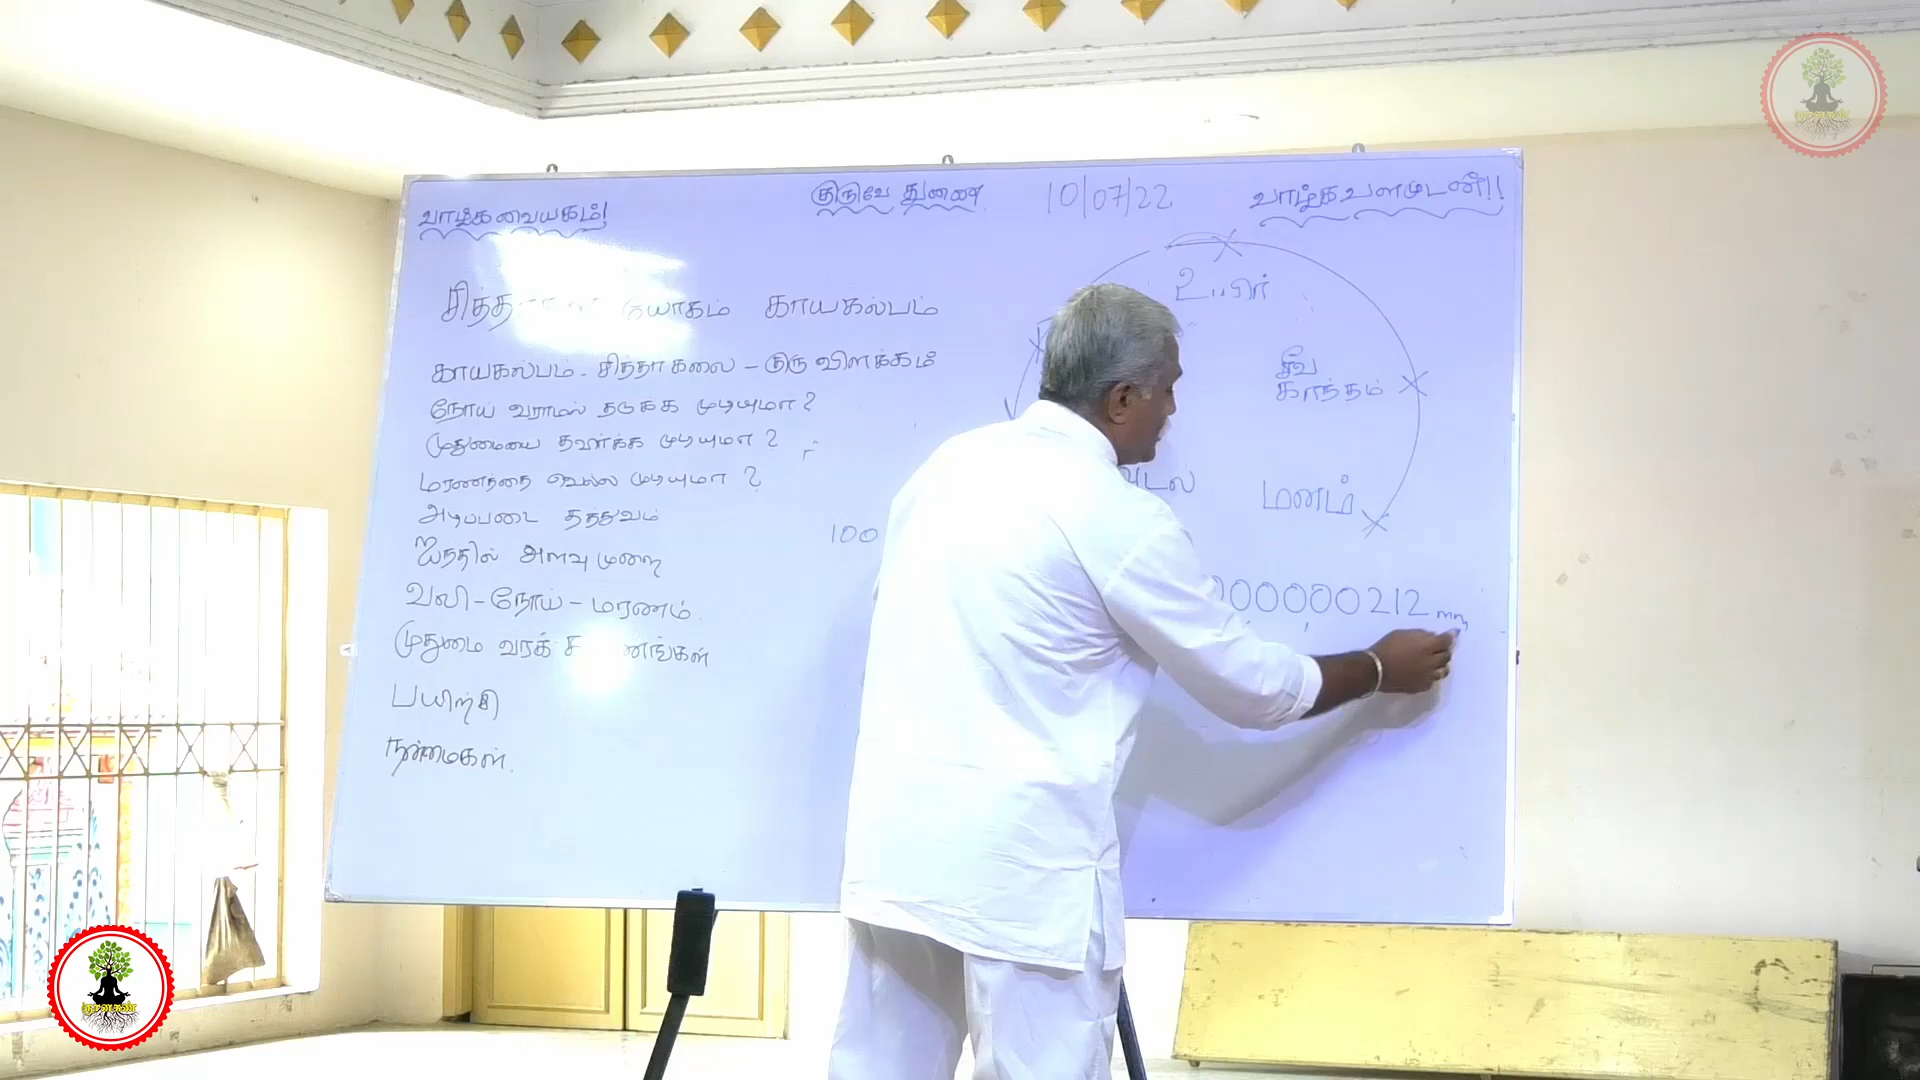 வாழ்க வையகம்!
குருவே துணை
10/07/22
வாழ்க வளமுடன்!!
யோகம் காயகல்பம்
காயகல்பம் - சித்தர் கலை - குரு விளக்கம்
நோய் வராமல் தடுக்க முடியுமா?
முதுமையை தவிர்க்க முடியுமா?
மரணத்தை வெல்ல முடியுமா?
அடிப்படை தத்துவம்
ஐந்தில் அளவு முறை
வலி - நோய் - மரணம்
முதுமை வரக்
பயிற்சி
நன்மைகள்.
உயிர்
சீவ
காந்தம்
உடல்
மனம்
100
00000212 mm